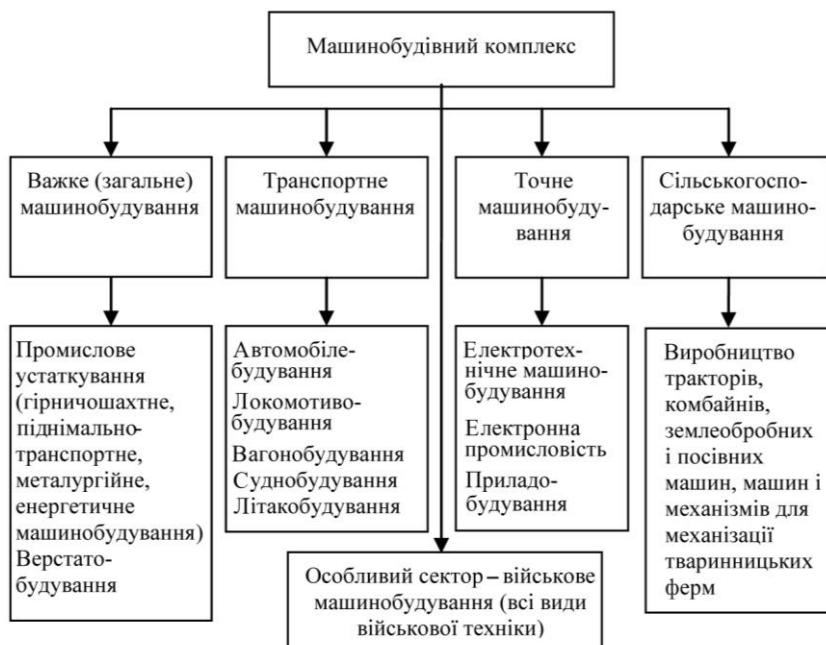 Машинобудівний комплекс
Важке (загальне)
машинобудування
Транспортне
машинобудування
Точне
машинобуду-
вання
Сільськогоспо-
дарське машино-
будування
Промислове
устаткування
(гірничошахтне,
піднімально-
транспортне,
металургійне,
енергетичне
машинобудування)
Верстато-
будування
Автомобіле-
будування
Локомотиво-
будування
Вагонобудування
Суднобудування
Літакобудування
Електротех-
нічне машино-
будування
Електронна
промисловість
Приладо-
будування
Виробництво
тракторів,
комбайнів,
землеобробних
і посівних
машин, машин і
механізмів для
механізації
тваринницьких
ферм
Особливий сектор – військове
машинобудування (всі види
військової техніки)